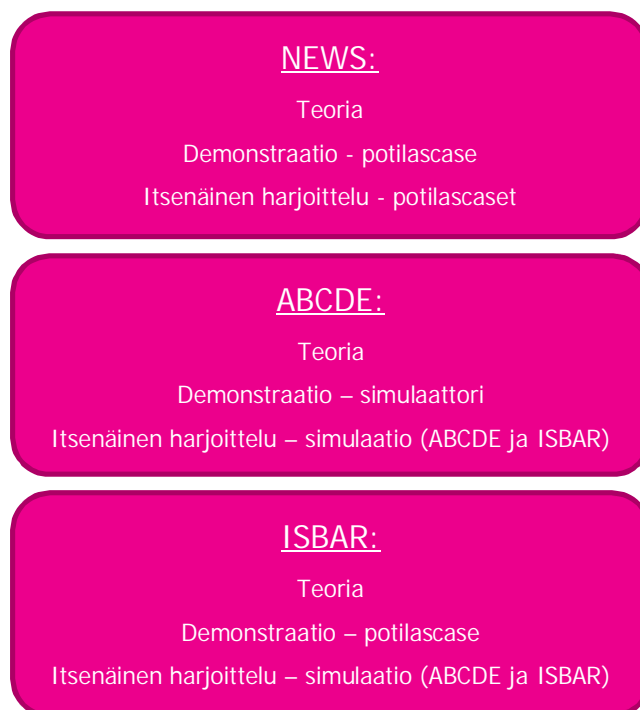 NEWS:
Teoria
Demonstraatio - potilascase
Itsenäinen harjoittelu - potilascaset
ABCDE:
Teoria
Demonstraatio – simulaattori
Itsenäinen harjoittelu – simulaatio (ABCDE ja ISBAR)
ISBAR:
Teoria
Demonstraatio – potilascase
Itsenäinen harjoittelu – simulaatio (ABCDE ja ISBAR)